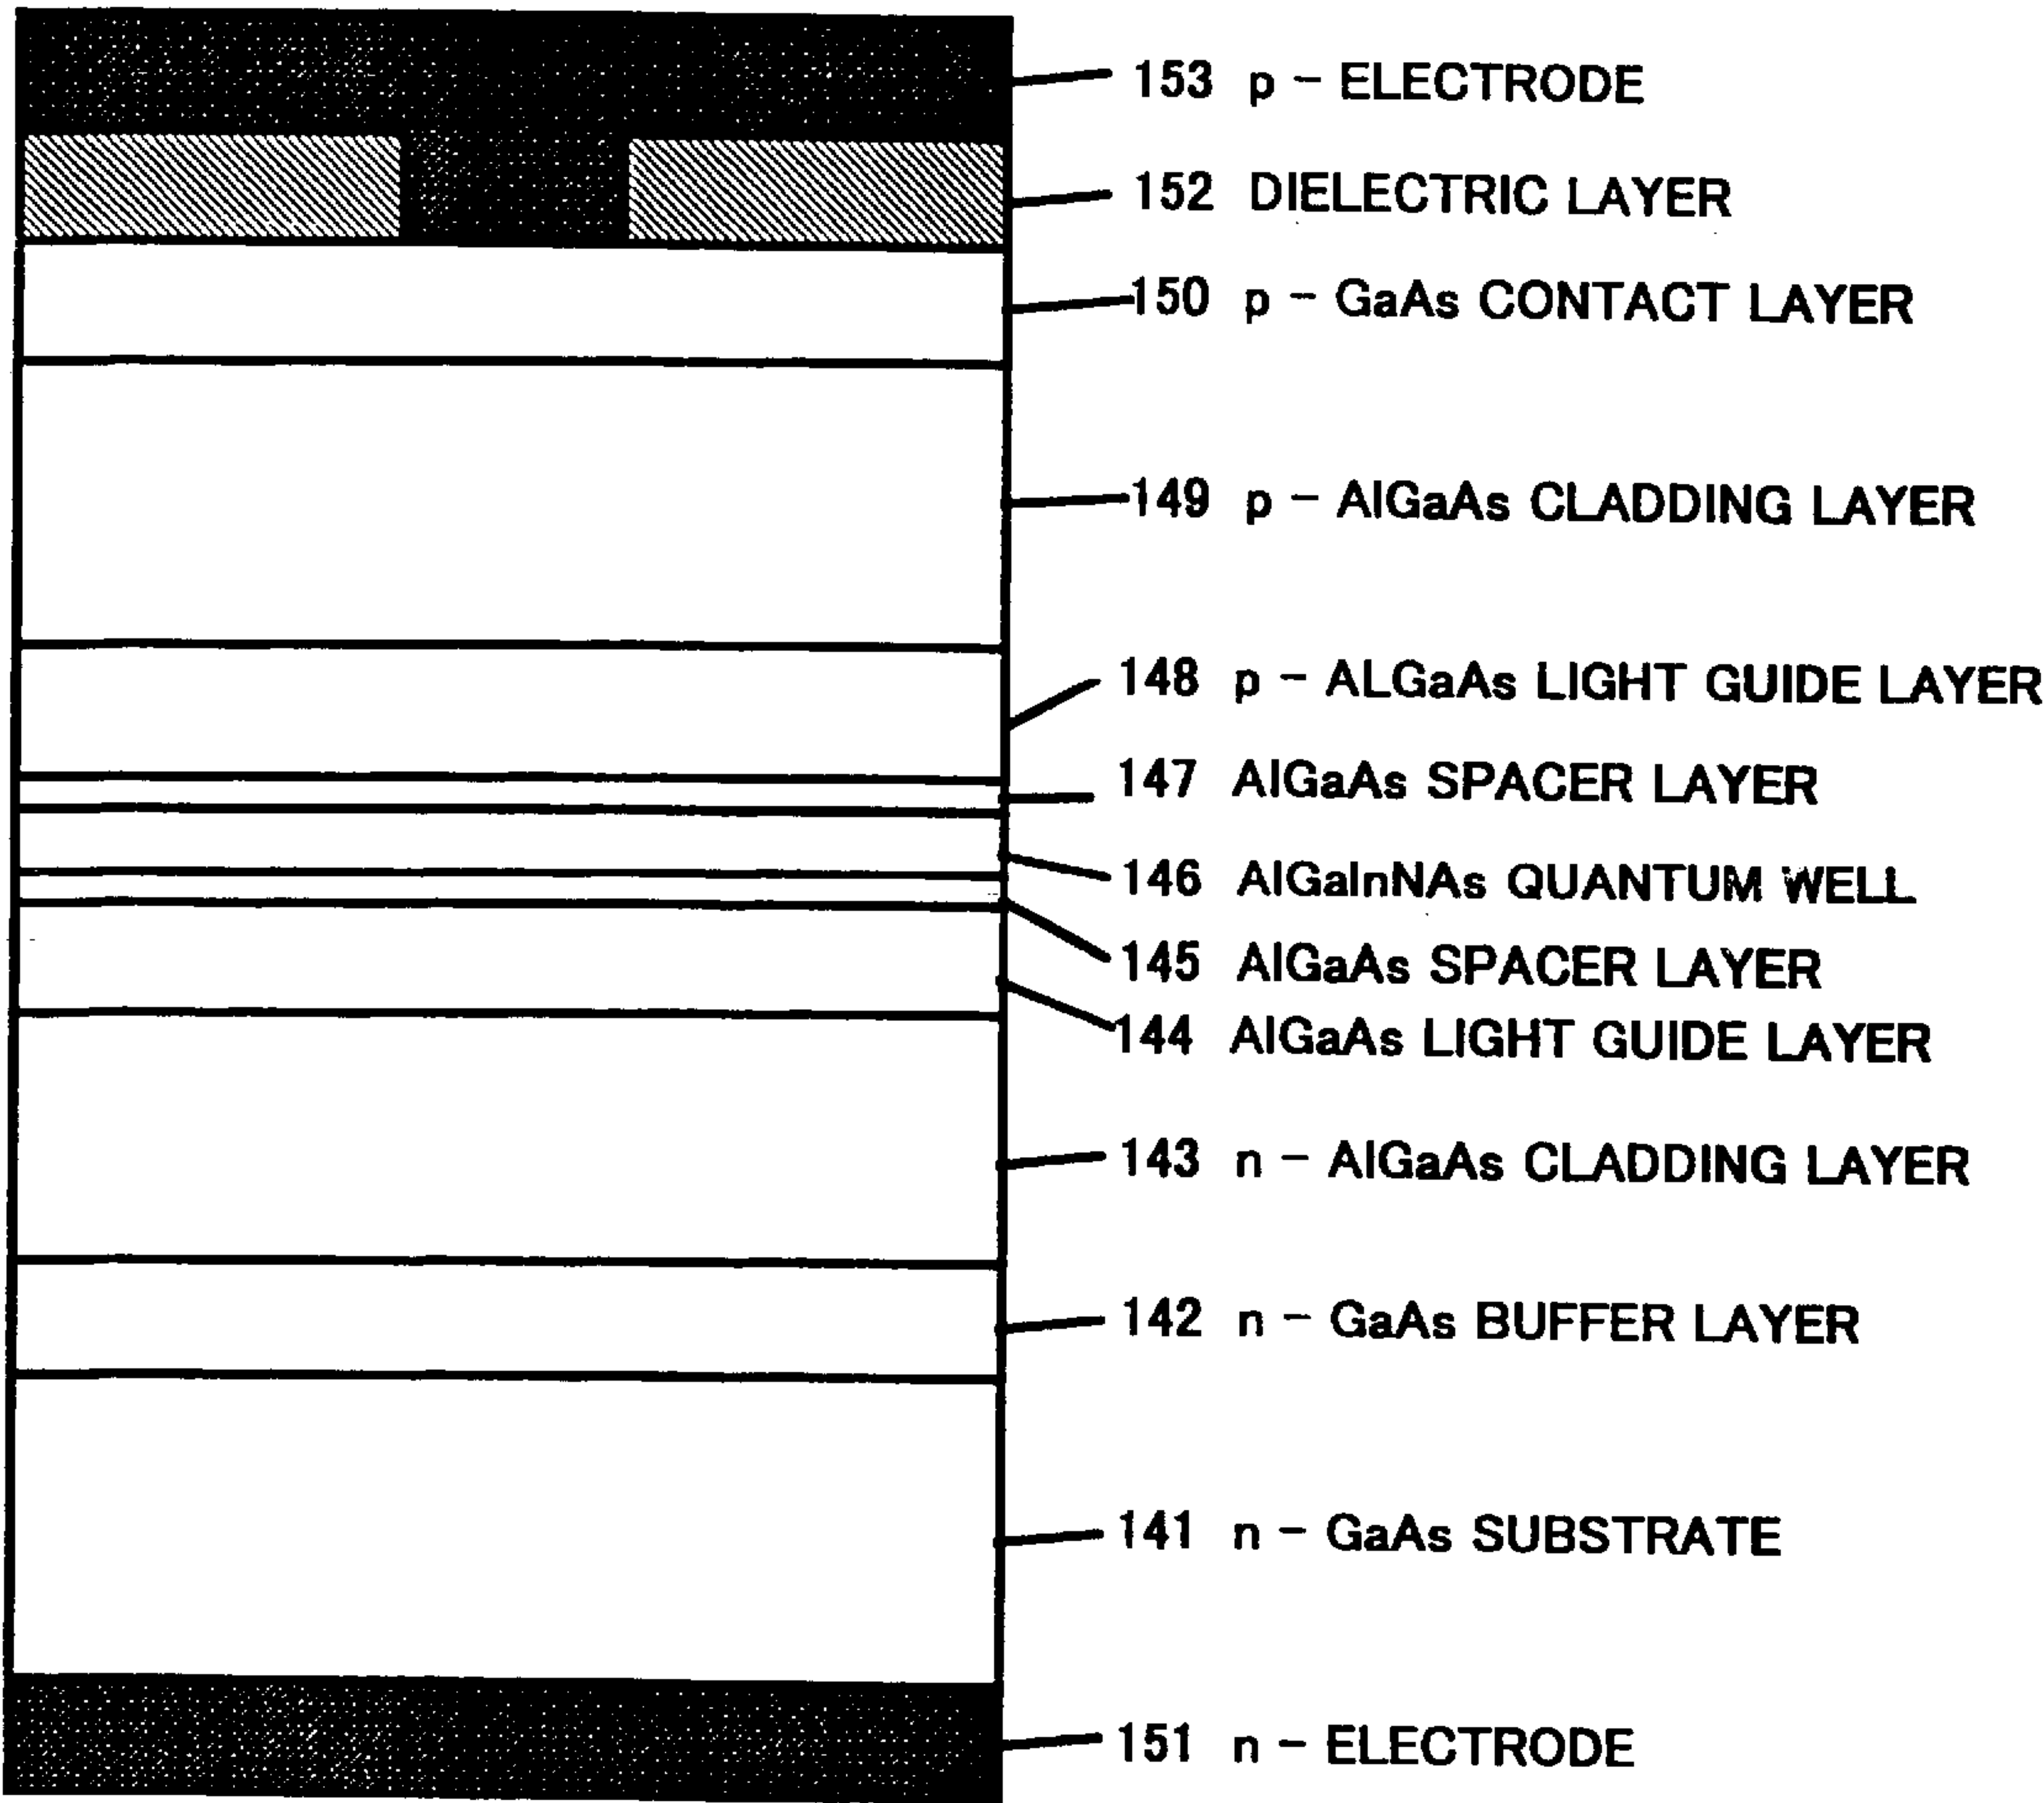 153 p - ELECTRODE
152 DIELECTRIC LAYER
150 p - GaAs CONTACT LAYER
149 p - AlGaAs CLADDING LAYER
148 p - ALGaAs LIGHT GUIDE LAYER
147 AlGaAs SPACER LAYER
146 AlGaInNAs QUANTUM WELL
145 AlGaAs SPACER LAYER
144 AlGaAs LIGHT GUIDE LAYER
143 n - AlGaAs CLADDING LAYER
142 n - GaAs BUFFER LAYER
141 n - GaAs SUBSTRATE
151 n - ELECTRODE